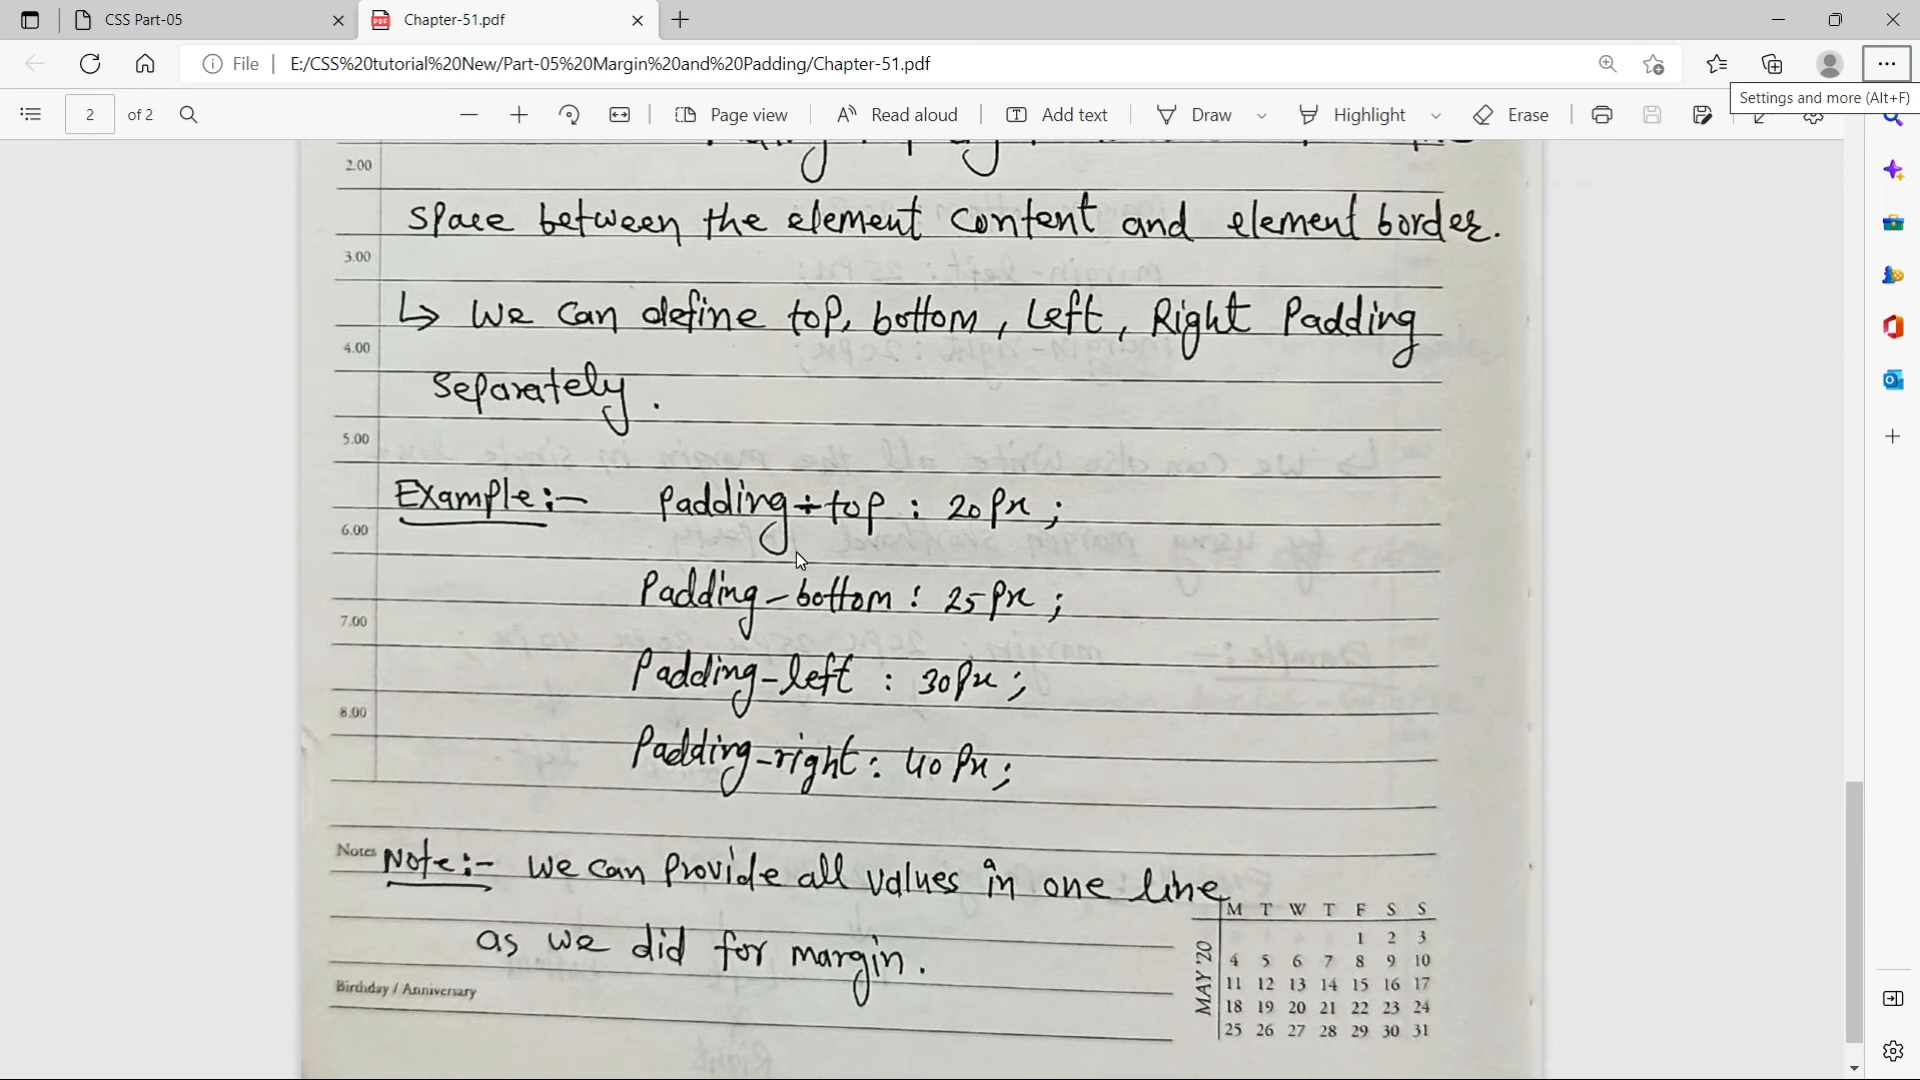 CSS Part-05
Chapter-51.pdf
File
E:/CSS%20tutorial%20New/Part-05%20Margin%20and%20Padding/Chapter-51.pdf
Settings and more (Alt+F)
2 of 2
Page view
Read aloud
Add text
Draw
Highlight
Erase
2.00
space between the element content and element border.
3.00
↳ We can define top, bottom, Left, Right Padding
4.00
separately.
5.00
Example:- Padding-top : 20px;
6.00
Padding-bottom : 25px;
7.00
Padding-left : 30px;
8.00
Padding-right : 40px;
Notes
Note:- we can provide all values in one line
as we did for margin.
Birthday / Anniversary
MAY '20
M T W T F S S
1 2 3
4 5 6 7 8 9 10
11 12 13 14 15 16 17
18 19 20 21 22 23 24
25 26 27 28 29 30 31